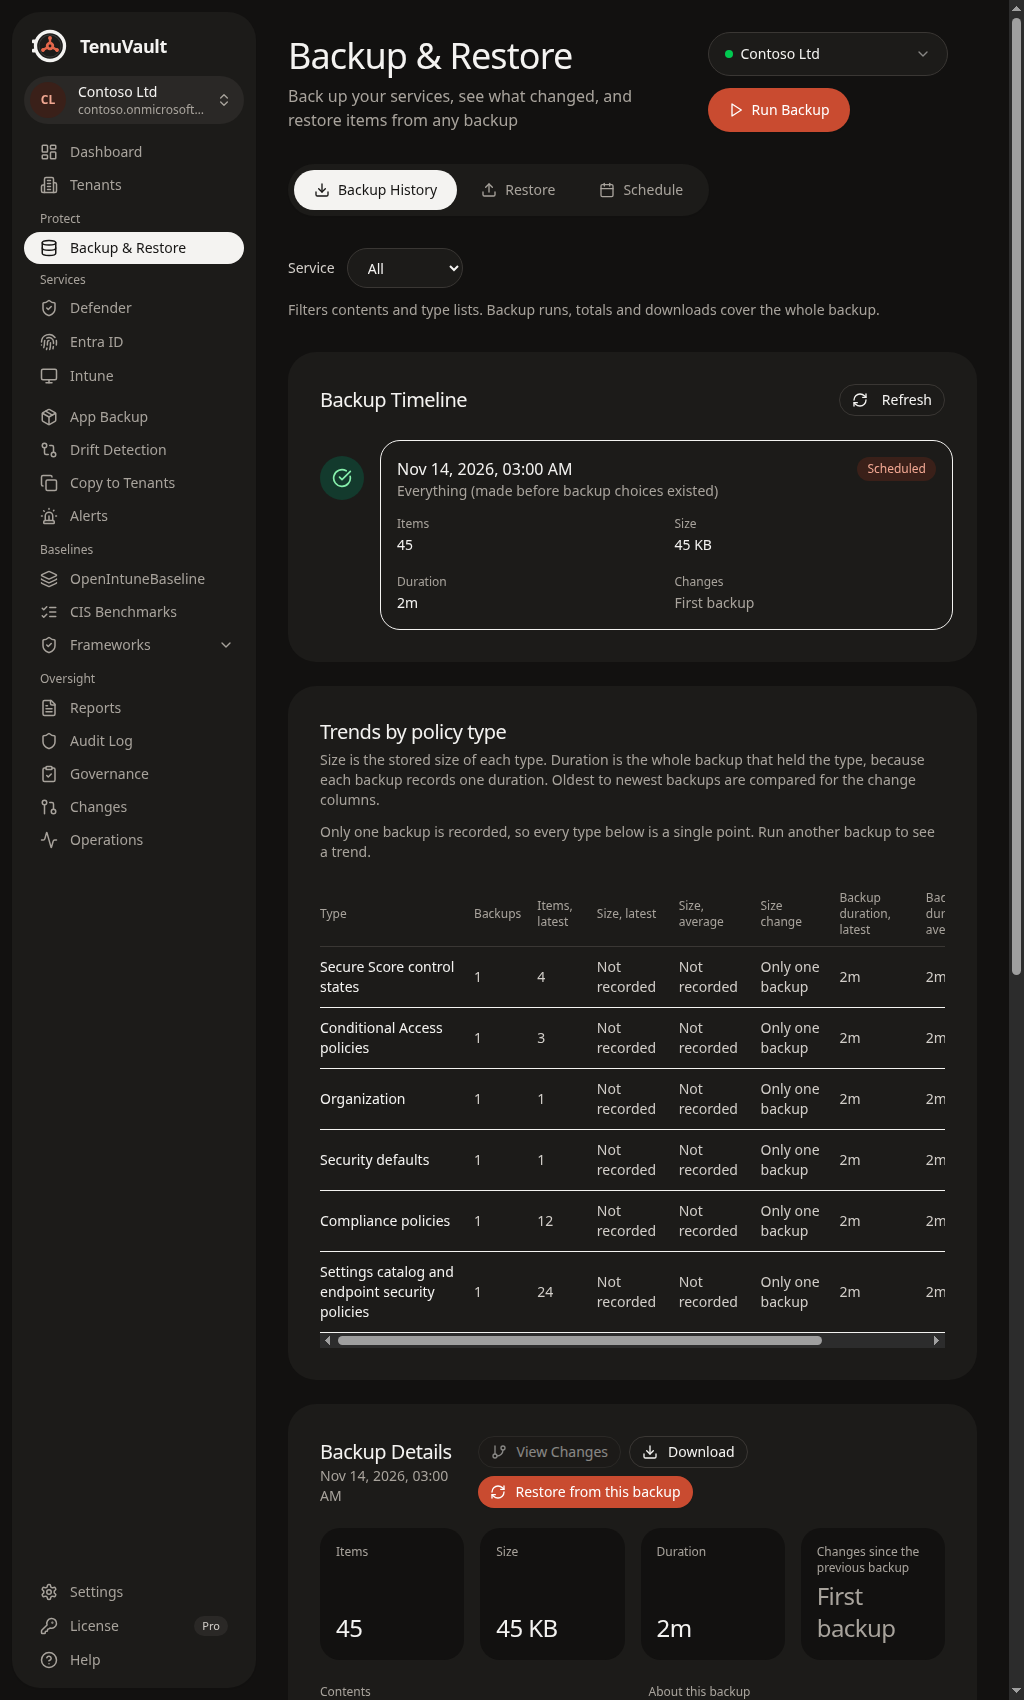 TenuVault
CL
Contoso Ltd
contoso.onmicrosoft...
Dashboard
Tenants
Protect
Backup & Restore
Services
Defender
Entra ID
Intune
App Backup
Drift Detection
Copy to Tenants
Alerts
Baselines
OpenIntuneBaseline
CIS Benchmarks
Frameworks
Oversight
Reports
Audit Log
Governance
Changes
Operations
Settings
License Pro
Help
Backup & Restore
Back up your services, see what changed, and
restore items from any backup
Contoso Ltd
Run Backup
Backup History Restore Schedule
Service All
Filters contents and type lists. Backup runs, totals and downloads cover the whole backup.
Backup Timeline Refresh
Nov 14, 2026, 03:00 AM Scheduled
Everything (made before backup choices existed)
Items Size
45 45 KB
Duration Changes
2m First backup
Trends by policy type
Size is the stored size of each type. Duration is the whole backup that held the type, because
each backup records one duration. Oldest to newest backups are compared for the change
columns.
Only one backup is recorded, so every type below is a single point. Run another backup to see
a trend.
Type Backups Items, latest Size, latest Size, average Size change Backup duration, latest Bac dur ave
Secure Score control states 1 4 Not recorded Not recorded Only one backup 2m 2m
Conditional Access policies 1 3 Not recorded Not recorded Only one backup 2m 2m
Organization 1 1 Not recorded Not recorded Only one backup 2m 2m
Security defaults 1 1 Not recorded Not recorded Only one backup 2m 2m
Compliance policies 1 12 Not recorded Not recorded Only one backup 2m 2m
Settings catalog and endpoint security policies 1 24 Not recorded Not recorded Only one backup 2m 2m
Backup Details
Nov 14, 2026, 03:00
AM
View Changes Download
Restore from this backup
Items
45
Size
45 KB
Duration
2m
Changes since the
previous backup
First
backup
Contents About this backup